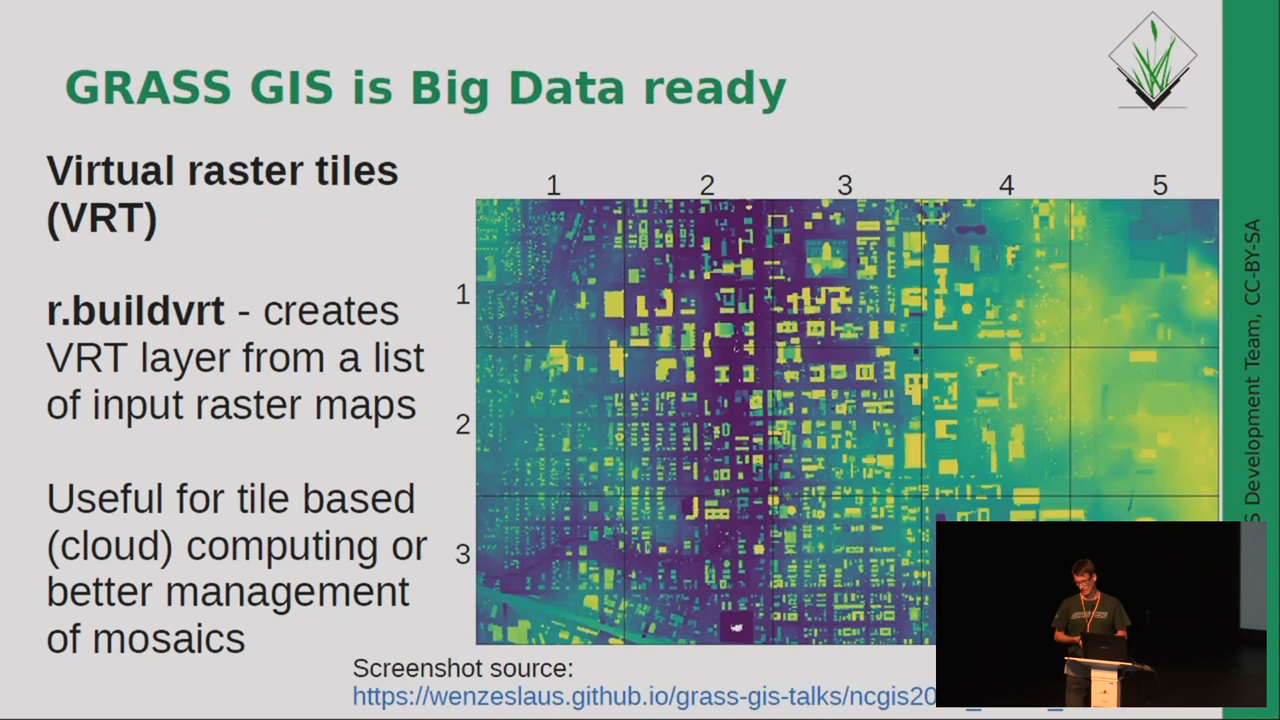 GRASS GIS is Big Data ready
Virtual raster tiles
(VRT)
r.buildvrt - creates
VRT layer from a list
of input raster maps
Useful for tile based
(cloud) computing or
better management
of mosaics
1 2 3 4 5
1
2
3
Screenshot source:
https://wenzeslaus.github.io/grass-gis-talks/ncgis20
S Development Team, CC-BY-SA